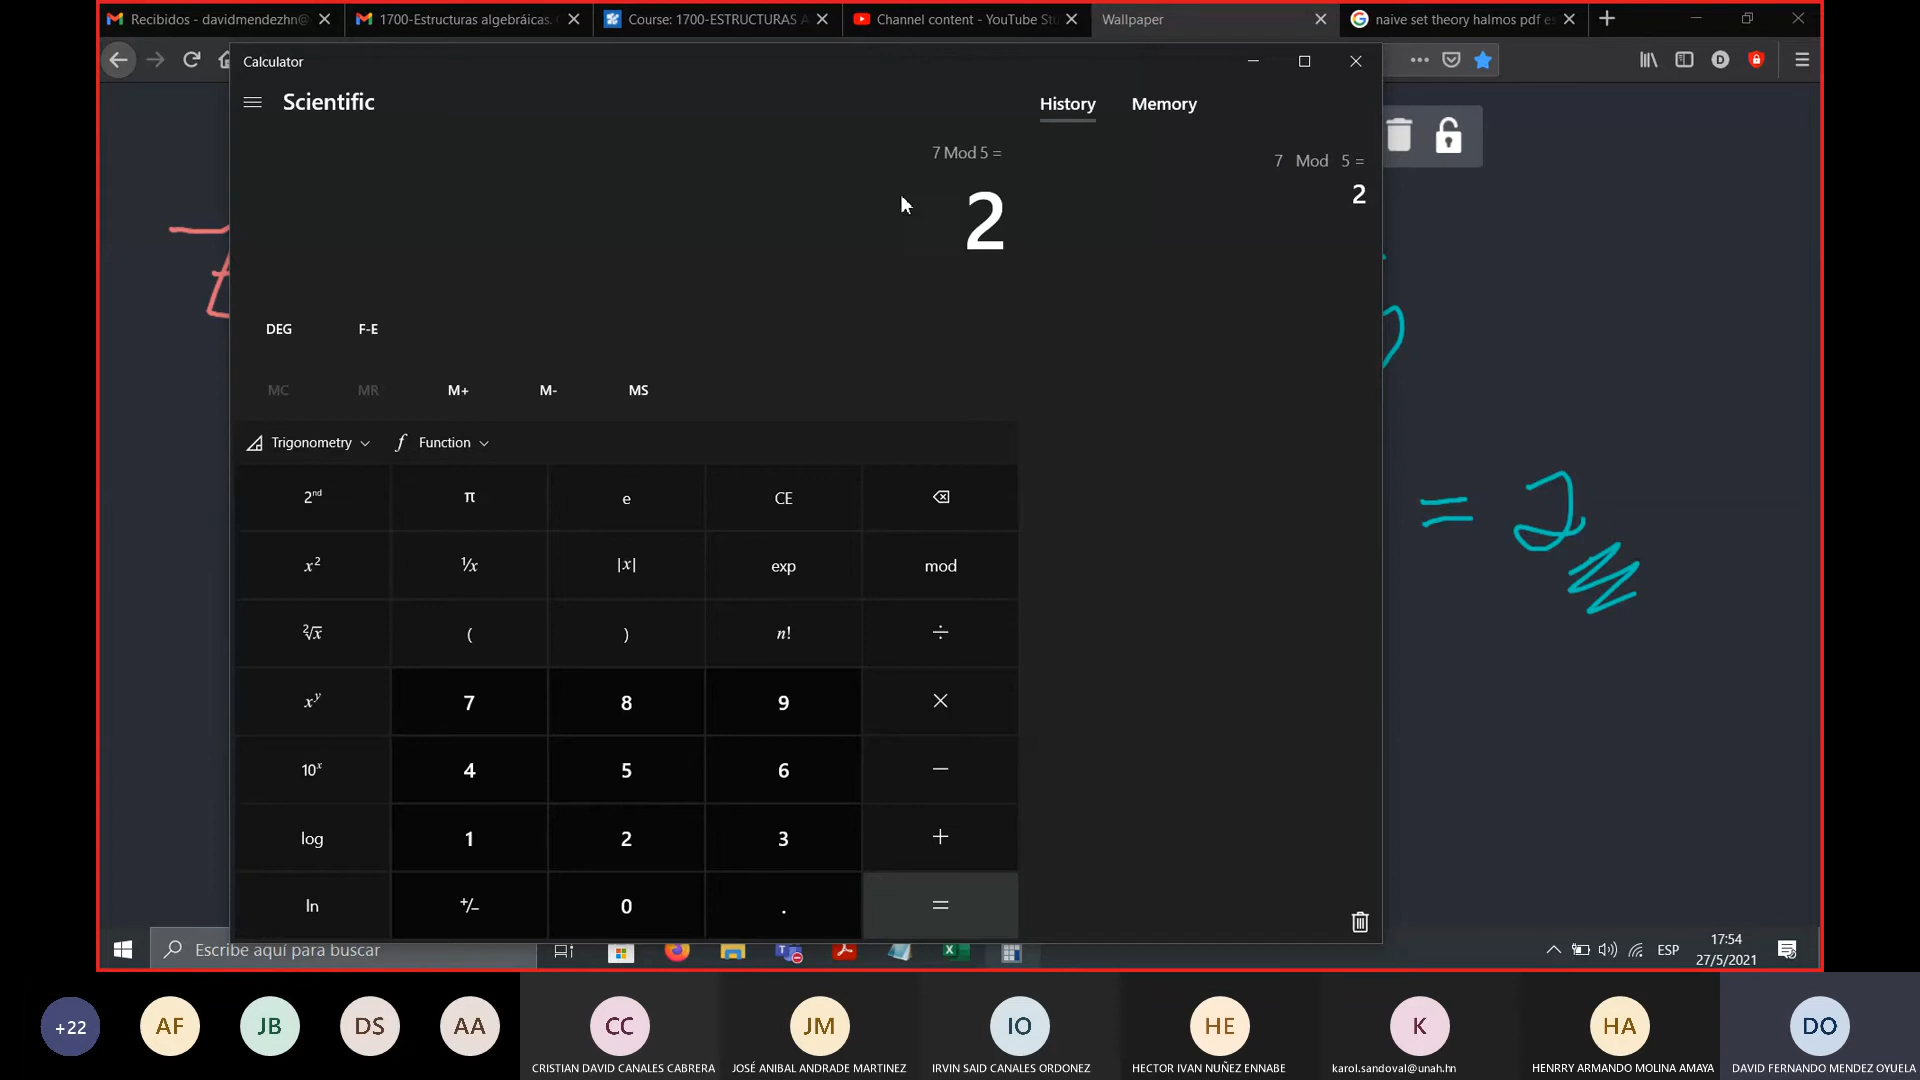 Recibidos - davidmendezhn@
1700-Estructuras algebráicas.
Course: 1700-ESTRUCTURAS A
Channel content - YouTube Stu
Wallpaper
naive set theory halmos pdf es
Calculator
Scientific
History
Memory
7 Mod 5 =
2
7 Mod 5 =
2
DEG
F-E
MC
MR
M+
M-
MS
Trigonometry
Function
2nd
π
e
CE
x²
¹/x
|x|
exp
mod
²√x
(
)
n!
÷
xʸ
7
8
9
×
10ˣ
4
5
6
−
log
1
2
3
+
ln
+/−
0
.
=
= 2
Escribe aquí para buscar
ESP
17:54
27/5/2021
+22
AF
JB
DS
AA
CC
JM
IO
HE
K
HA
DO
CRISTIAN DAVID CANALES CABRERA
JOSÉ ANIBAL ANDRADE MARTINEZ
IRVIN SAID CANALES ORDONEZ
HECTOR IVAN NUÑEZ ENNABE
karol.sandoval@unah.hn
HENRRY ARMANDO MOLINA AMAYA
DAVID FERNANDO MENDEZ OYUELA